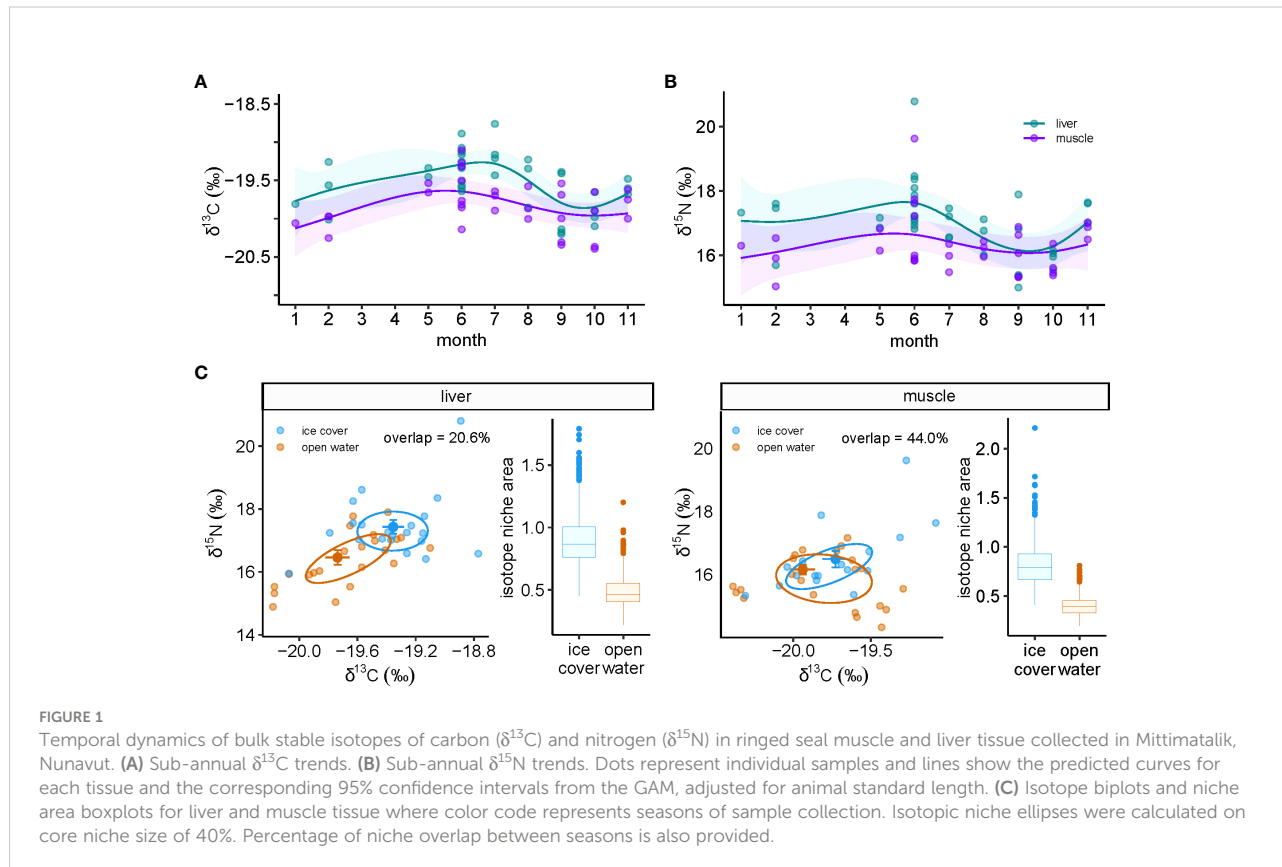 A
B
−18.5
−19.5
−20.5
δ13C (‰)
1 2 3 4 5 6 7 8 9 10 11
month
20
18
16
δ15N (‰)
liver
muscle
1 2 3 4 5 6 7 8 9 10 11
month
C
liver
ice cover
open water
overlap = 20.6%
20
18
16
14
δ15N (‰)
−20.0 −19.6 −19.2 −18.8
δ13C (‰)
isotope niche area
1.5
1.0
0.5
ice open
cover water
muscle
ice cover
open water
overlap = 44.0%
20
18
16
δ15N (‰)
−20.0 −19.5
δ13C (‰)
isotope niche area
2.0
1.5
1.0
0.5
ice open
cover water
FIGURE 1
Temporal dynamics of bulk stable isotopes of carbon (δ13C) and nitrogen (δ15N) in ringed seal muscle and liver tissue collected in Mittimatalik,
Nunavut. (A) Sub-annual δ13C trends. (B) Sub-annual δ15N trends. Dots represent individual samples and lines show the predicted curves for
each tissue and the corresponding 95% confidence intervals from the GAM, adjusted for animal standard length. (C) Isotope biplots and niche
area boxplots for liver and muscle tissue where color code represents seasons of sample collection. Isotopic niche ellipses were calculated on
core niche size of 40%. Percentage of niche overlap between seasons is also provided.